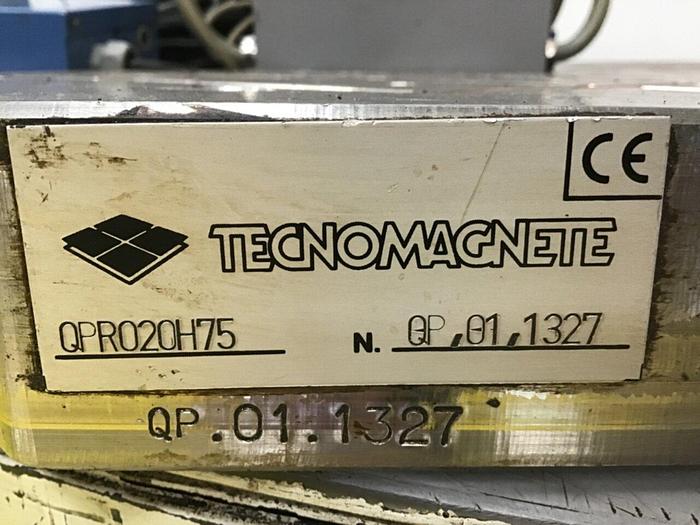 CE
TECNOMAGNETE
QPR020H75 N. QP,01,1327
QP.01.1327